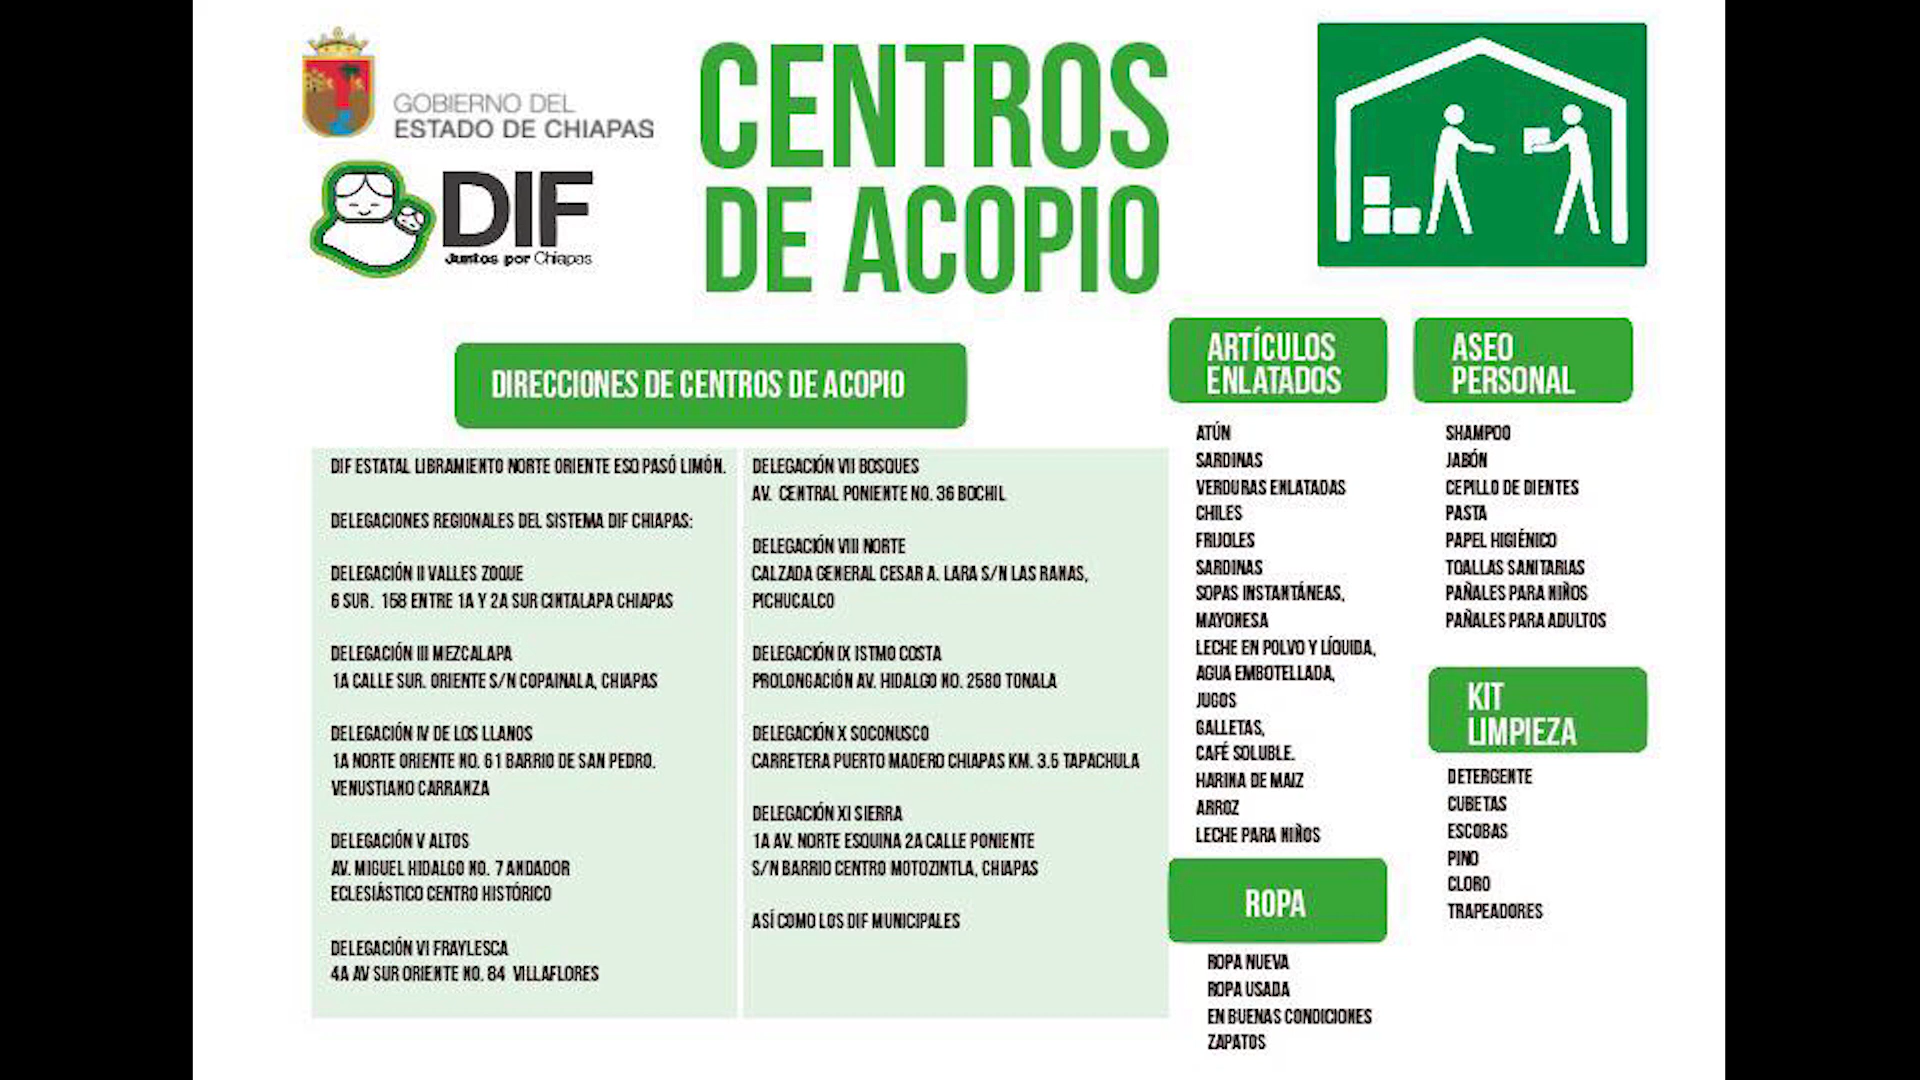 GOBIERNO DEL
ESTADO DE CHIAPAS
DIF
Juntos por Chiapas
CENTROS
DE ACOPIO
DIRECCIONES DE CENTROS DE ACOPIO
DIF ESTATAL LIBRAMIENTO NORTE ORIENTE ESQ PASÓ LIMÓN.
DELEGACIONES REGIONALES DEL SISTEMA DIF CHIAPAS:
DELEGACIÓN II VALLES ZOQUE
6 SUR. 158 ENTRE 1A Y 2A SUR CINTALAPA CHIAPAS
DELEGACIÓN III MEZCALAPA
1A CALLE SUR. ORIENTE S/N COPAINALA, CHIAPAS
DELEGACIÓN IV DE LOS LLANOS
1A NORTE ORIENTE NO. 61 BARRIO DE SAN PEDRO.
VENUSTIANO CARRANZA
DELEGACIÓN V ALTOS
AV. MIGUEL HIDALGO NO. 7 ANDADOR
ECLESIÁSTICO CENTRO HISTÓRICO
DELEGACIÓN VI FRAYLESCA
4A AV SUR ORIENTE NO. 84 VILLAFLORES
DELEGACIÓN VII BOSQUES
AV. CENTRAL PONIENTE NO. 36 BOCHIL
DELEGACIÓN VIII NORTE
CALZADA GENERAL CESAR A. LARA S/N LAS RANAS,
PICHUCALCO
DELEGACIÓN IX ISTMO COSTA
PROLONGACIÓN AV. HIDALGO NO. 2580 TONALA
DELEGACIÓN X SOCONUSCO
CARRETERA PUERTO MADERO CHIAPAS KM. 3.5 TAPACHULA
DELEGACIÓN XI SIERRA
1A AV. NORTE ESQUINA 2A CALLE PONIENTE
S/N BARRIO CENTRO MOTOZINTLA, CHIAPAS
ASÍ COMO LOS DIF MUNICIPALES
ARTÍCULOS
ENLATADOS
ATÚN
SARDINAS
VERDURAS ENLATADAS
CHILES
FRIJOLES
SARDINAS
SOPAS INSTANTÁNEAS,
MAYONESA
LECHE EN POLVO Y LÍQUIDA,
AGUA EMBOTELLADA,
JUGOS
GALLETAS,
CAFÉ SOLUBLE.
HARINA DE MAIZ
ARROZ
LECHE PARA NIÑOS
ROPA
ROPA NUEVA
ROPA USADA
EN BUENAS CONDICIONES
ZAPATOS
ASEO
PERSONAL
SHAMPOO
JABÓN
CEPILLO DE DIENTES
PASTA
PAPEL HIGIÉNICO
TOALLAS SANITARIAS
PAÑALES PARA NIÑOS
PAÑALES PARA ADULTOS
KIT
LIMPIEZA
DETERGENTE
CUBETAS
ESCOBAS
PINO
CLORO
TRAPEADORES